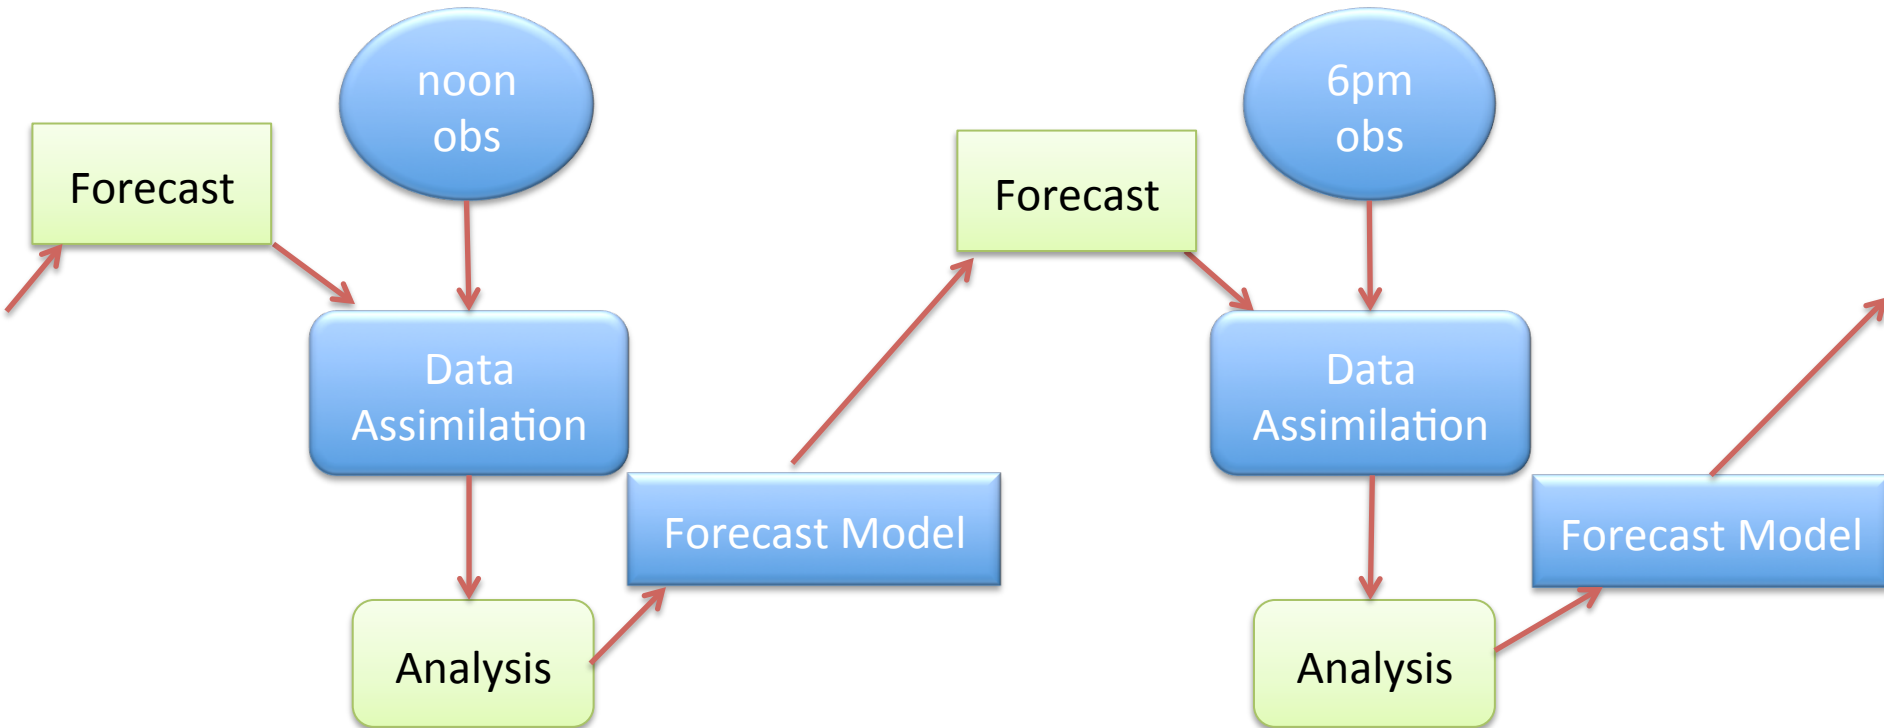 noon
obs
Forecast
Data
Assimilation
Forecast Model
Analysis
6pm
obs
Forecast
Data
Assimilation
Forecast Model
Analysis